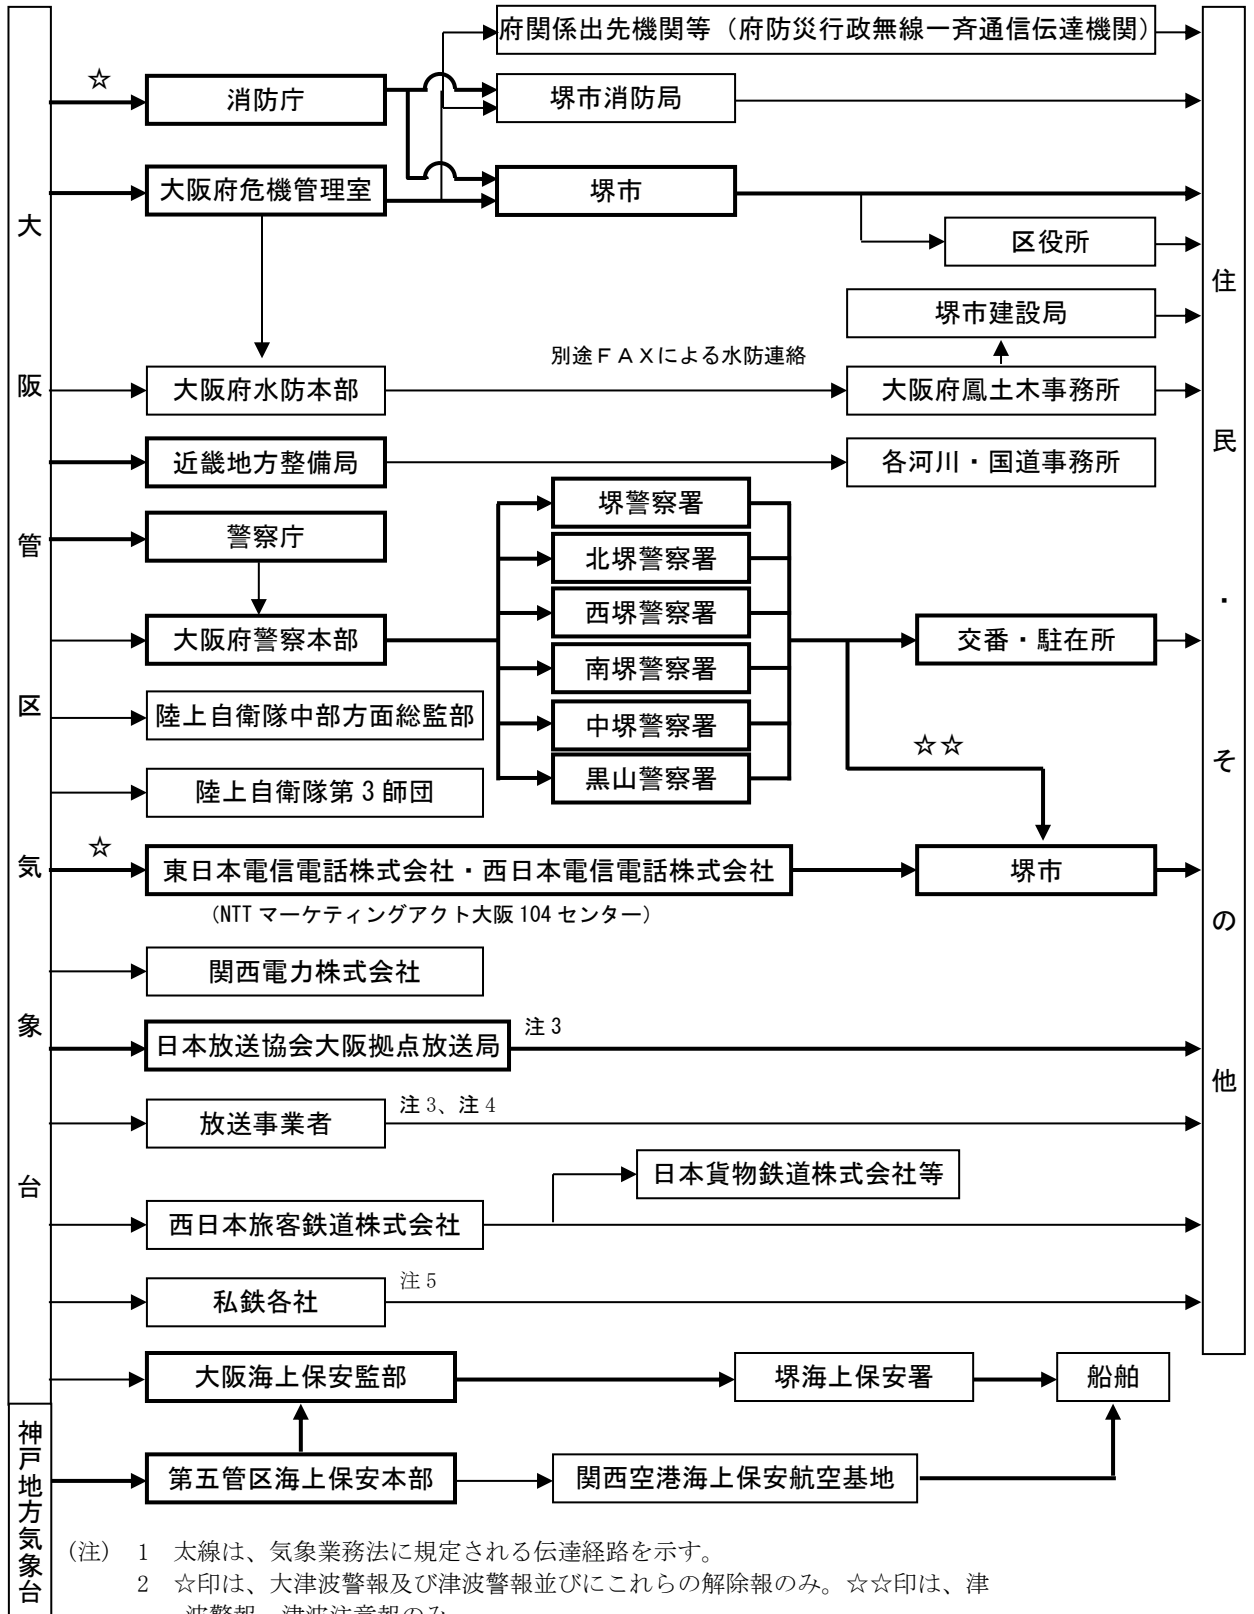 大阪管区気象台
神戸地方気象台
府関係出先機関等（府防災行政無線一斉通信伝達機関）
☆
消防庁
堺市消防局
大阪府危機管理室
堺市
区役所
堺市建設局
別途ＦＡＸによる水防連絡
大阪府水防本部
大阪府鳳土木事務所
近畿地方整備局
各河川・国道事務所
堺警察署
警察庁
北堺警察署
西堺警察署
大阪府警察本部
交番・駐在所
南堺警察署
陸上自衛隊中部方面総監部
中堺警察署
☆☆
黒山警察署
陸上自衛隊第３師団
☆
東日本電信電話株式会社・西日本電信電話株式会社
堺市
（NTT マーケティングアクト大阪 104 センター）
関西電力株式会社
日本放送協会大阪拠点放送局
注 3
放送事業者
注 3、注 4
日本貨物鉄道株式会社等
西日本旅客鉄道株式会社
私鉄各社
注 5
大阪海上保安監部
堺海上保安署
船舶
第五管区海上保安本部
関西空港海上保安航空基地
住民・その他
（注） 1 太線は、気象業務法に規定される伝達経路を示す。
2 ☆印は、大津波警報及び津波警報並びにこれらの解除報のみ。☆☆印は、津
波警報、津波注意報のみ